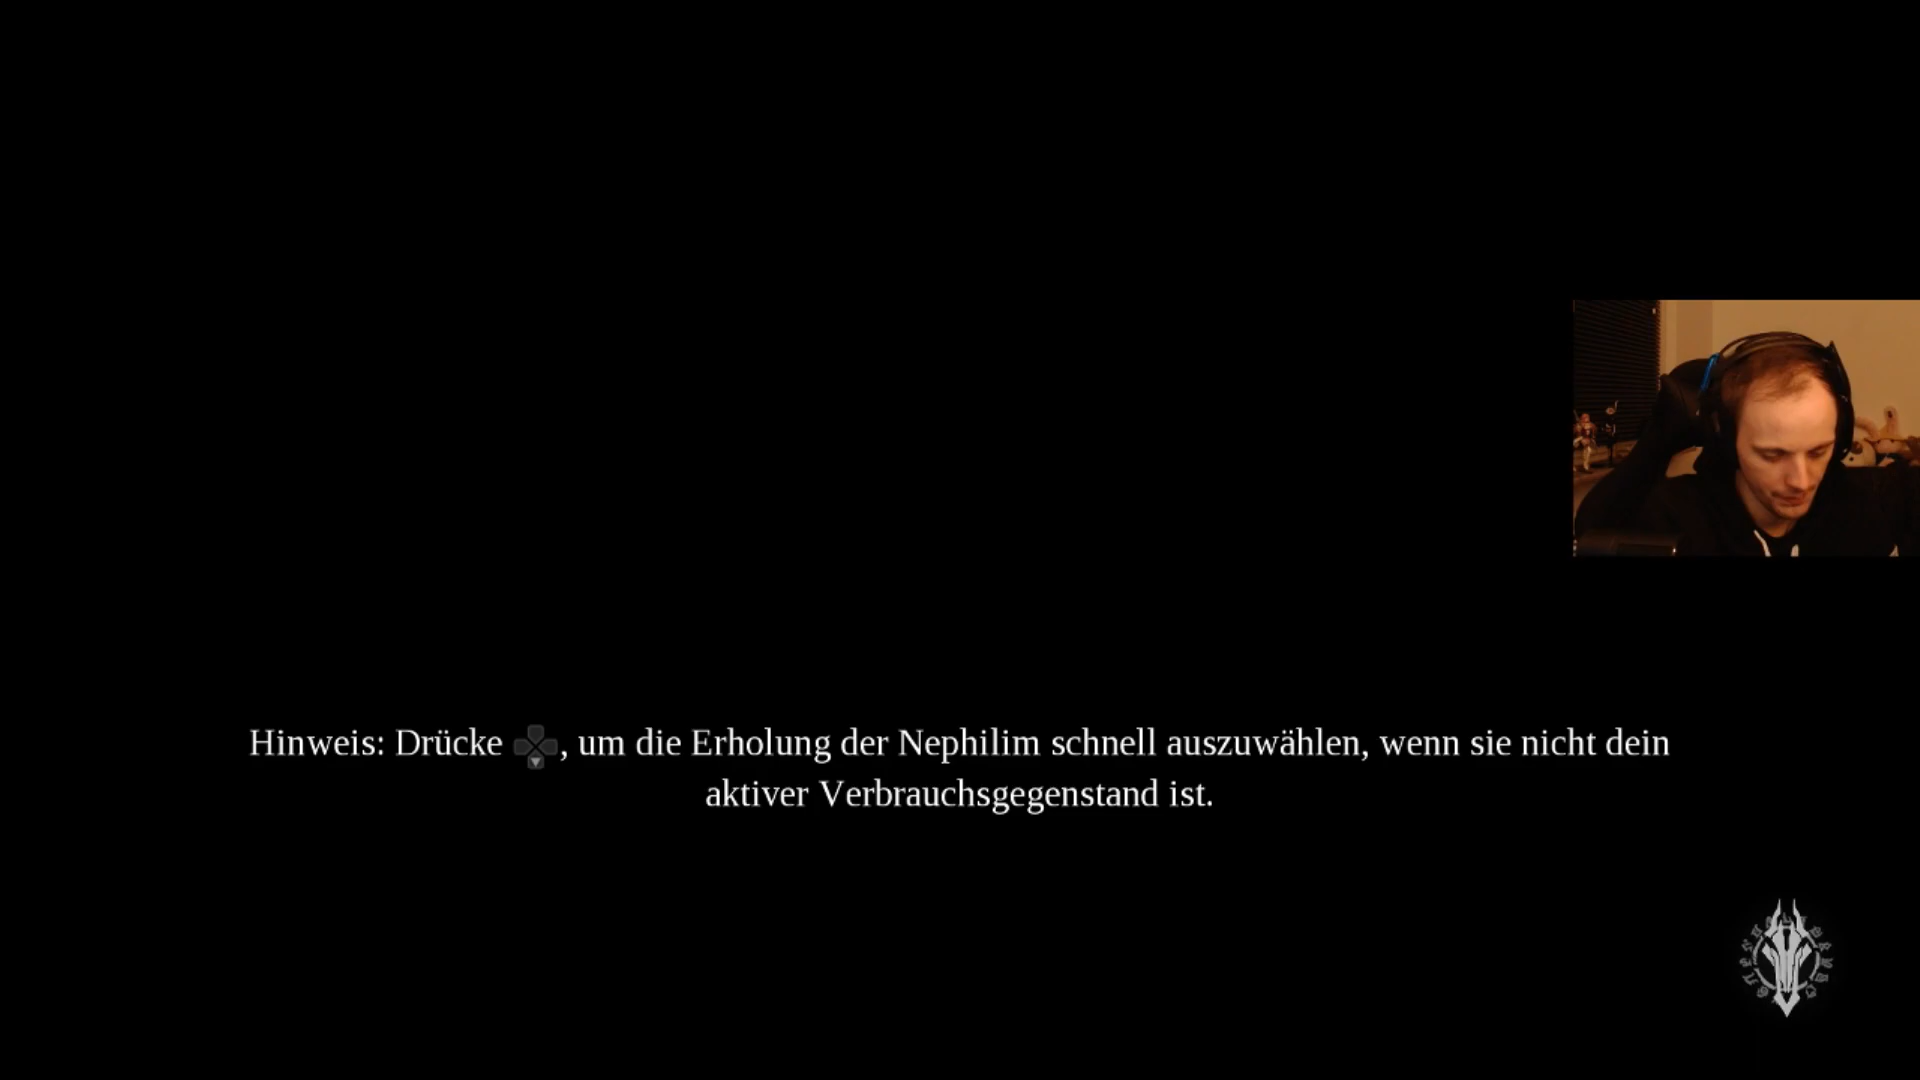 Hinweis: Drücke , um die Erholung der Nephilim schnell auszuwählen, wenn sie nicht dein
aktiver Verbrauchsgegenstand ist.